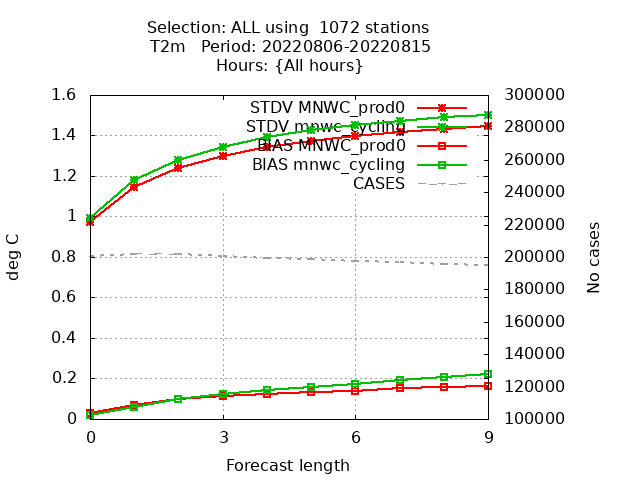 Selection: ALL using  1072 stations
T2m   Period: 20220806-20220815
Hours: {All hours}
deg C
1.6
1.4
1.2
1
0.8
0.6
0.4
0.2
0
STDV MNWC_prod0
STDV mnwc_cycling
BIAS MNWC_prod0
BIAS mnwc_cycling
CASES
300000
280000
260000
240000
220000
200000
180000
160000
140000
120000
100000
No cases
0 3 6 9
Forecast length